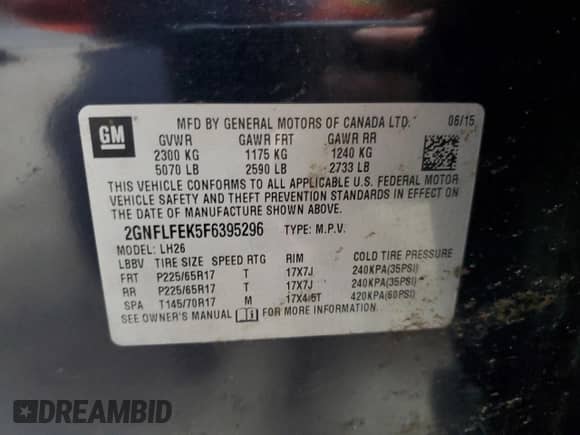 GM
MFD BY GENERAL MOTORS OF CANADA LTD. 06/15
GVWR GAWR FRT GAWR RR
2300 KG 1175 KG 1240 KG
5070 LB 2590 LB 2733 LB
THIS VEHICLE CONFORMS TO ALL APPLICABLE U.S. FEDERAL MOTOR
VEHICLE SAFETY AND THEFT PREVENTION STANDARDS IN EFFECT ON
THE DATE OF MANUFACTURE SHOWN ABOVE.
2GNFLFEK5F6395296 TYPE: M.P.V.
MODEL: LH26
LBBV TIRE SIZE SPEED RTG RIM COLD TIRE PRESSURE
FRT P225/65R17 T 17X7J 240KPA(35PSI)
RR P225/65R17 T 17X7J 240KPA(35PSI)
SPA T145/70R17 M 17X4.5T 420KPA(60PSI)
SEE OWNER'S MANUAL FOR MORE INFORMATION.
DREAMBID